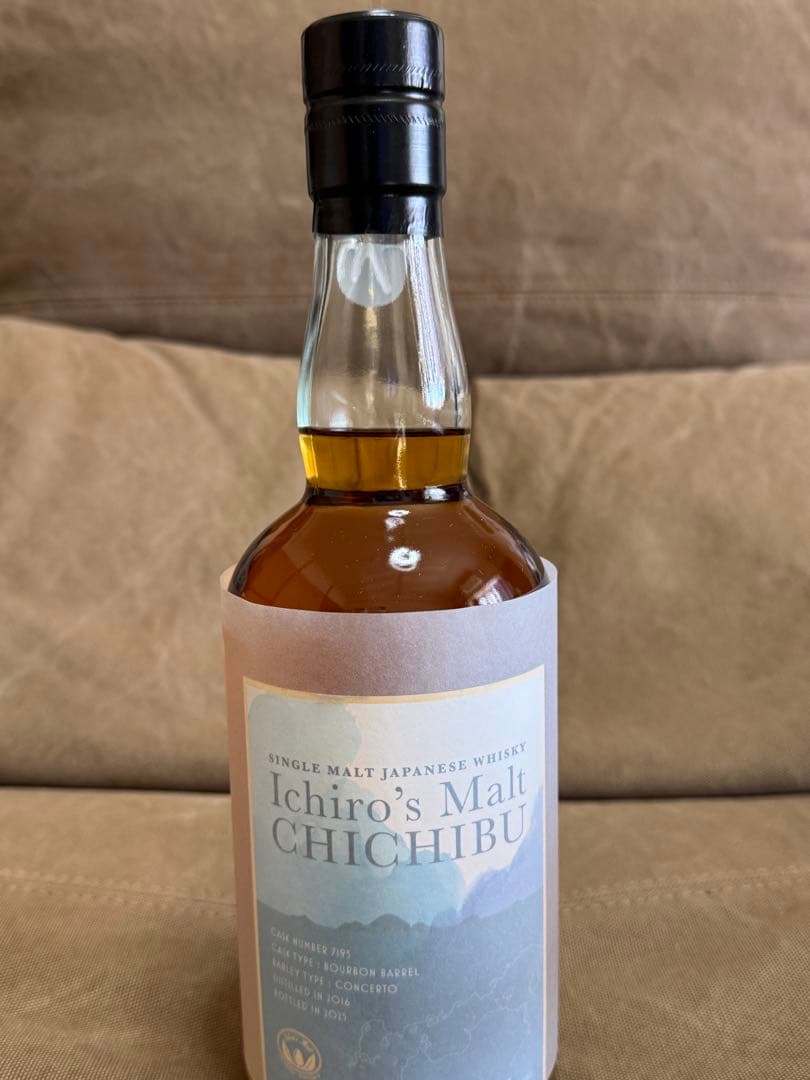 SINGLE MALT JAPANESE WHISKY
Ichiro's Malt
CHICHIBU
CASK NUMBER 7195
CASK TYPE : BOURBON BARREL
BARLEY TYPE : CONCERTO
DISTILLED IN 2016
BOTTLED IN 2025